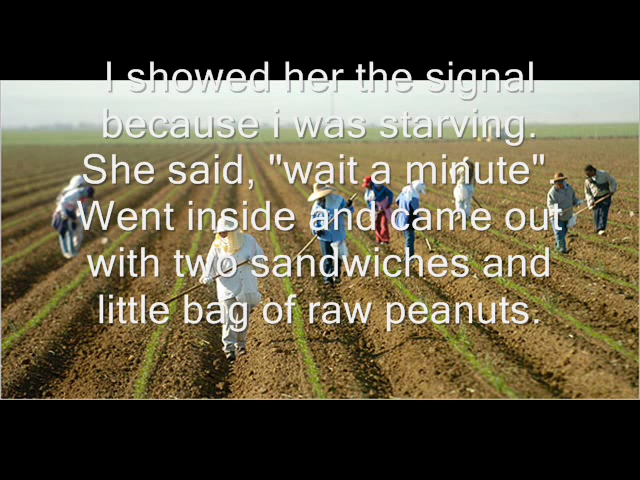 I showed her the signal
because i was starving.
She said, "wait a minute"
Went inside and came out
with two sandwiches and
little bag of raw peanuts.